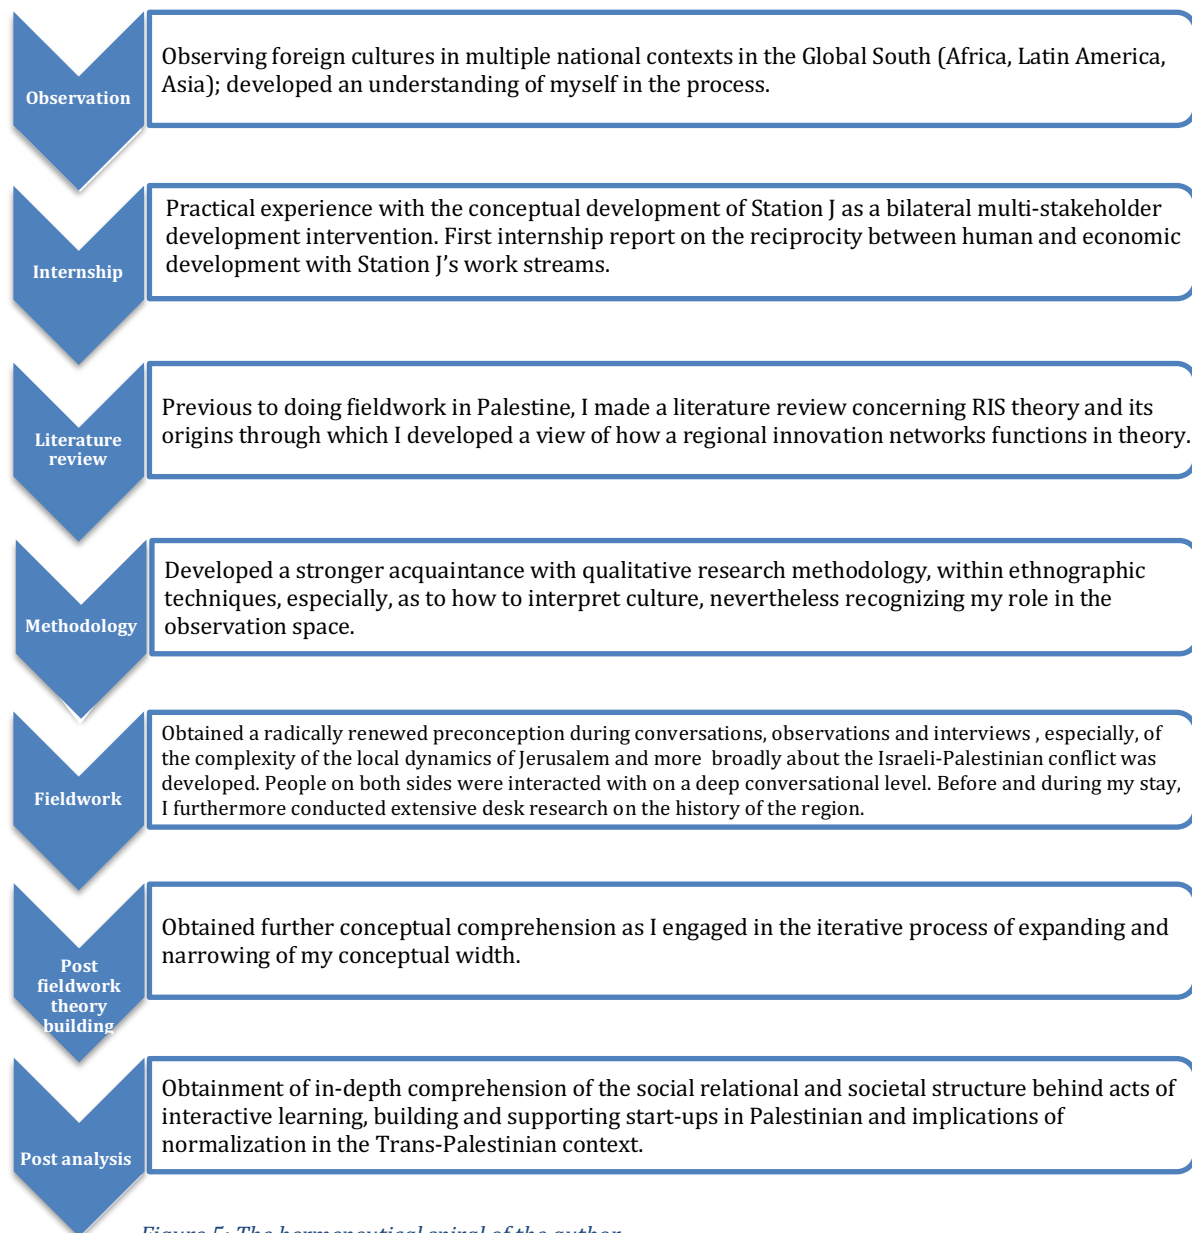 Observation
Observing foreign cultures in multiple national contexts in the Global South (Africa, Latin America,
Asia); developed an understanding of myself in the process.
Internship
Practical experience with the conceptual development of Station J as a bilateral multi-stakeholder
development intervention. First internship report on the reciprocity between human and economic
development with Station J’s work streams.
Literature
review
Previous to doing fieldwork in Palestine, I made a literature review concerning RIS theory and its
origins through which I developed a view of how a regional innovation networks functions in theory.
Methodology
Developed a stronger acquaintance with qualitative research methodology, within ethnographic
techniques, especially, as to how to interpret culture, nevertheless recognizing my role in the
observation space.
Fieldwork
Obtained a radically renewed preconception during conversations, observations and interviews , especially, of
the complexity of the local dynamics of Jerusalem and more  broadly about the Israeli-Palestinian conflict was
developed. People on both sides were interacted with on a deep conversational level. Before and during my stay,
I furthermore conducted extensive desk research on the history of the region.
Post
fieldwork
theory
building
Obtained further conceptual comprehension as I engaged in the iterative process of expanding and
narrowing of my conceptual width.
Post analysis
Obtainment of in-depth comprehension of the social relational and societal structure behind acts of
interactive learning, building and supporting start-ups in Palestinian and implications of
normalization in the Trans-Palestinian context.
Figure 5: The hermeneutical spiral of the author